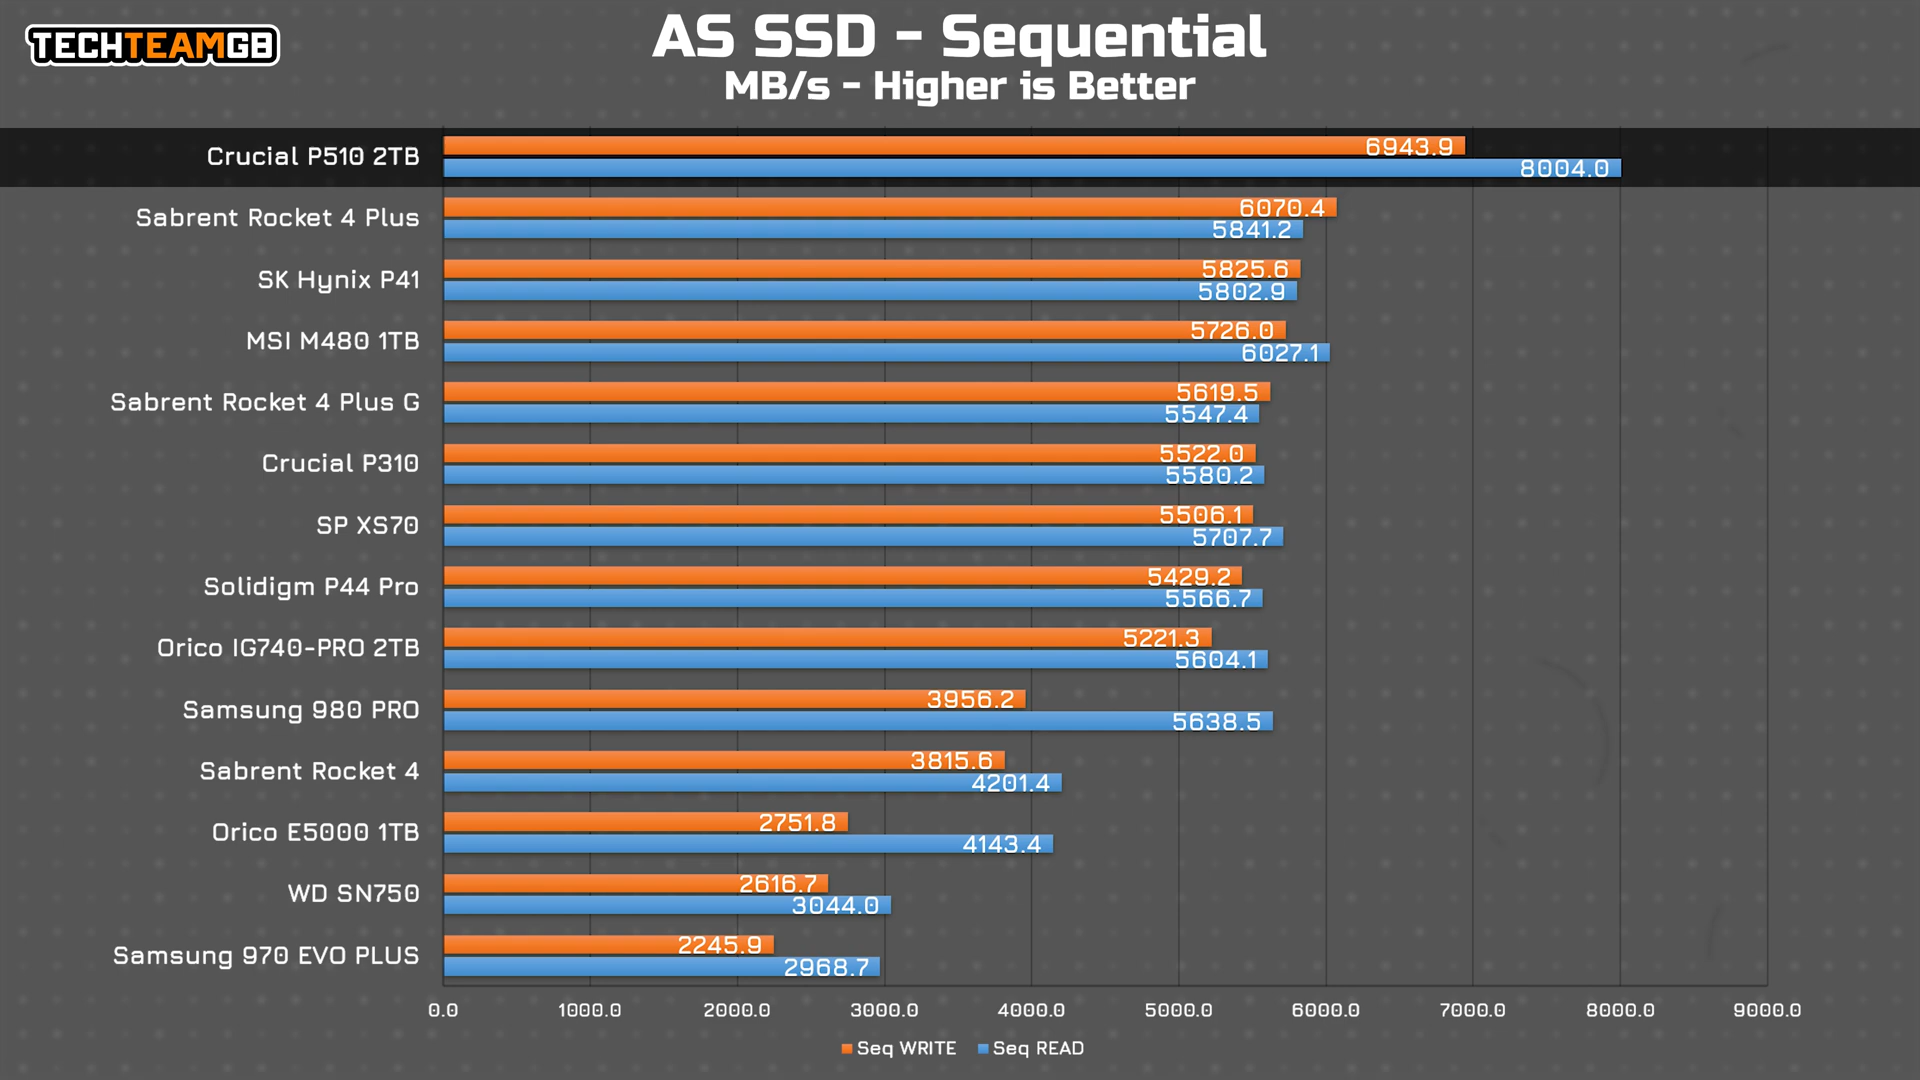 TECHTEAMGB
AS SSD - Sequential
MB/s - Higher is Better
Crucial P510 2TB
6943.9
8004.0
Sabrent Rocket 4 Plus
6070.4
5841.2
SK Hynix P41
5825.6
5802.9
MSI M480 1TB
5726.0
6027.1
Sabrent Rocket 4 Plus G
5619.5
5547.4
Crucial P310
5522.0
5580.2
SP XS70
5506.1
5707.7
Solidigm P44 Pro
5429.2
5566.7
Orico IG740-PRO 2TB
5221.3
5604.1
Samsung 980 PRO
3956.2
5638.5
Sabrent Rocket 4
3815.6
4201.4
Orico E5000 1TB
2751.8
4143.4
WD SN750
2616.7
3044.0
Samsung 970 EVO PLUS
2245.9
2968.7
0.0 1000.0 2000.0 3000.0 4000.0 5000.0 6000.0 7000.0 8000.0 9000.0
Seq WRITE Seq READ